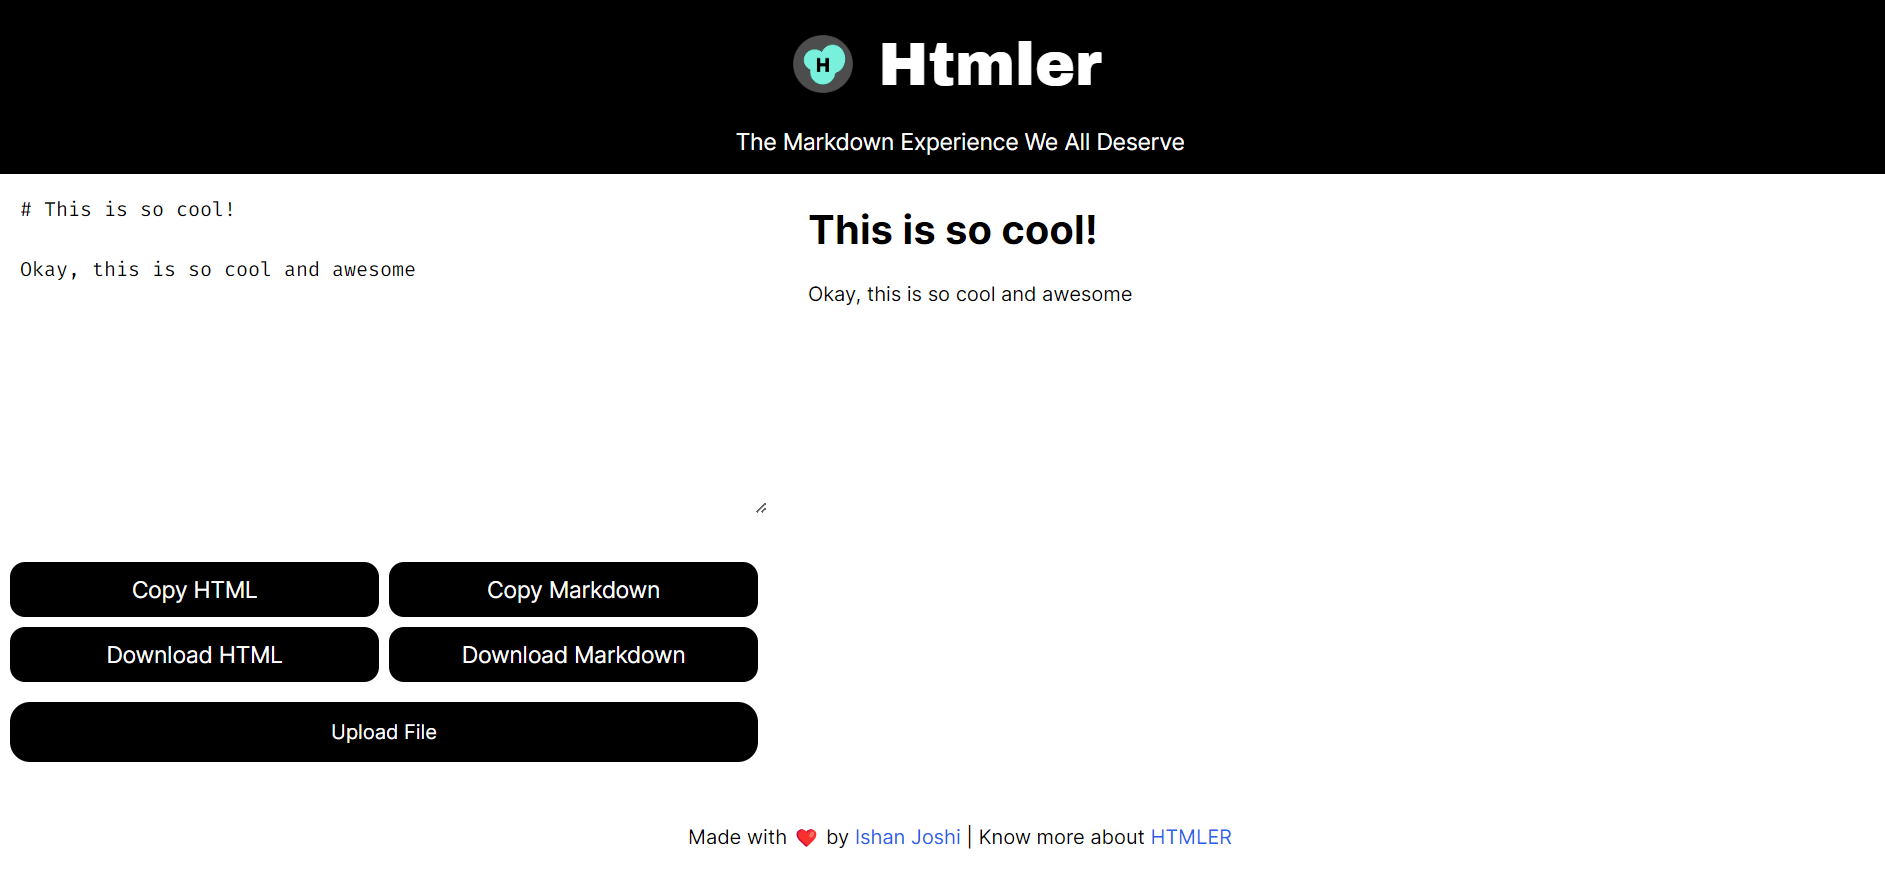 H Htmler
The Markdown Experience We All Deserve
# This is so cool!
Okay, this is so cool and awesome
This is so cool!
Okay, this is so cool and awesome
Copy HTML
Copy Markdown
Download HTML
Download Markdown
Upload File
Made with ❤️ by Ishan Joshi | Know more about HTMLER